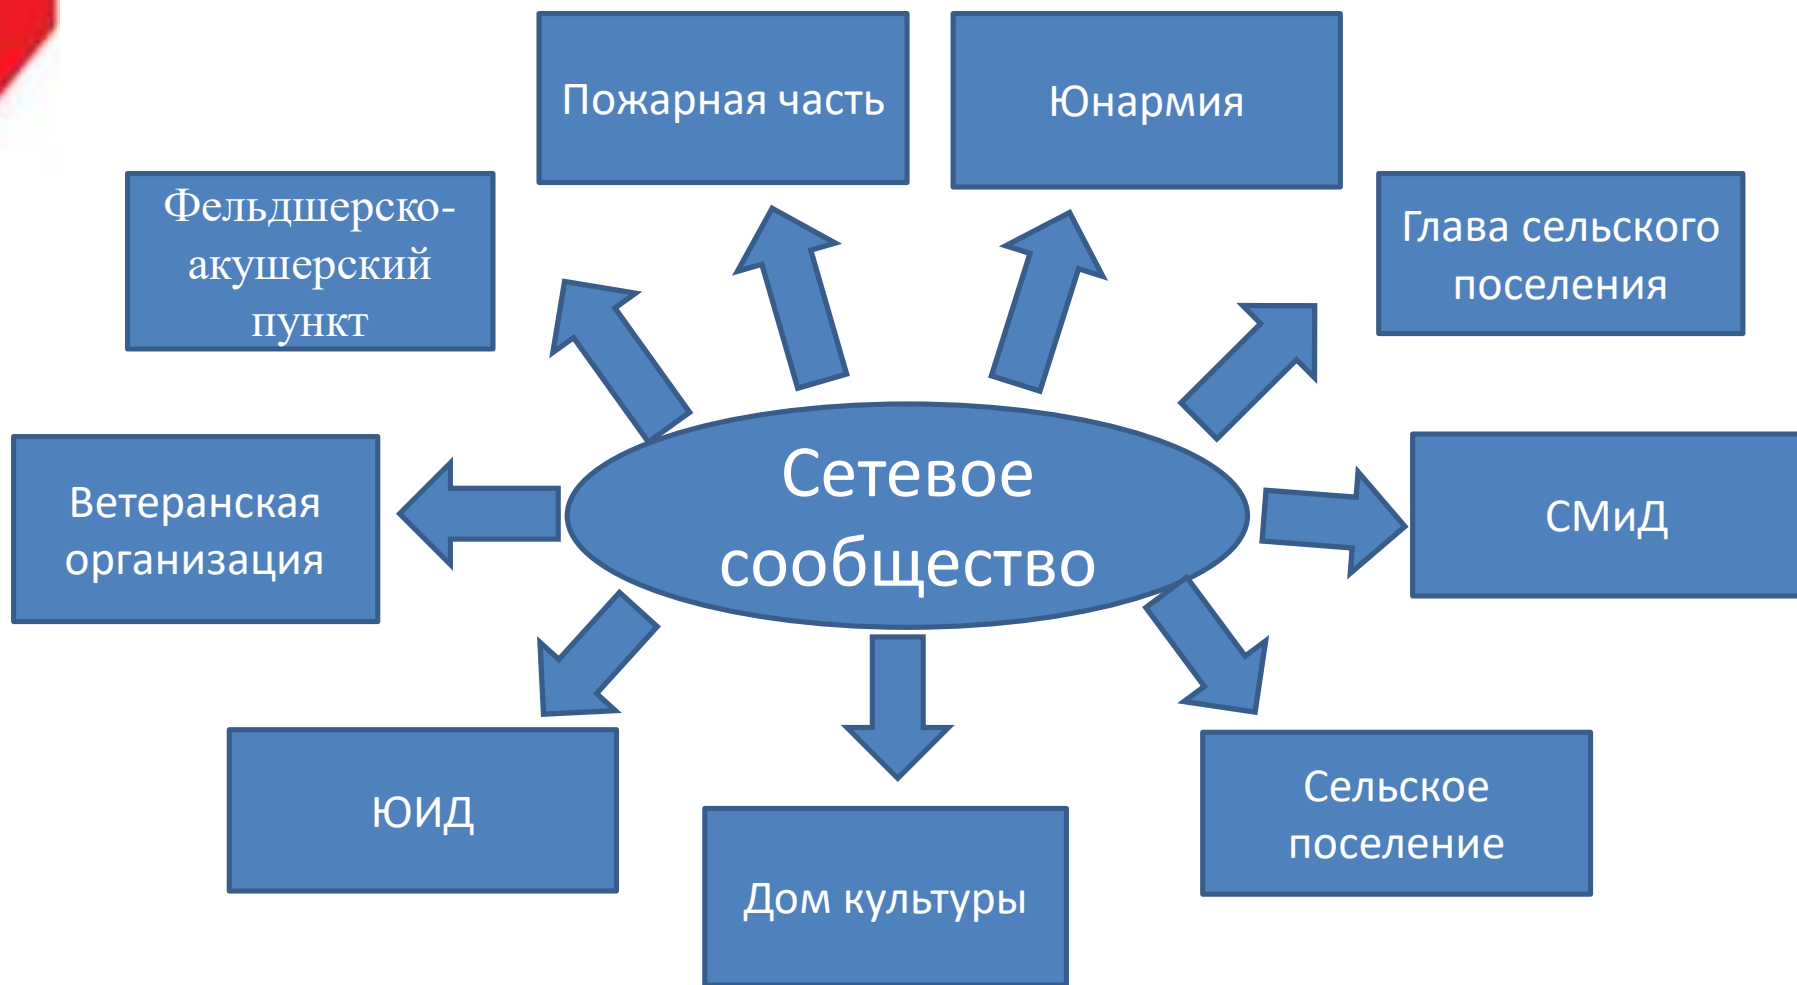 Пожарная часть
Юнармия
Фельдшерско-
акушерский
пункт
Глава сельского
поселения
Ветеранская
организация
Сетевое
сообщество
СМиД
ЮИД
Дом культуры
Сельское
поселение